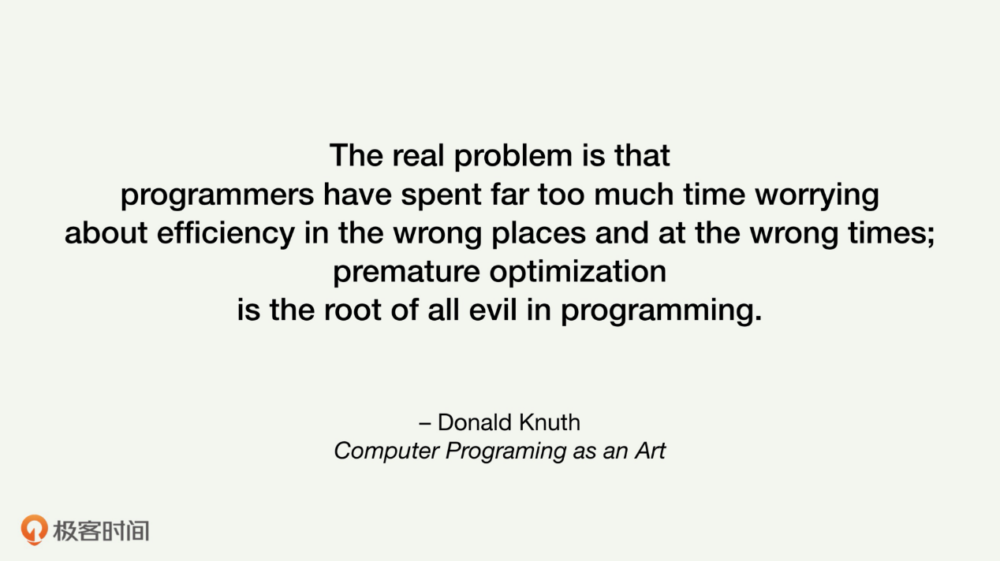 The real problem is that
programmers have spent far too much time worrying
about efficiency in the wrong places and at the wrong times;
premature optimization
is the root of all evil in programming.
– Donald Knuth
Computer Programing as an Art
极客时间